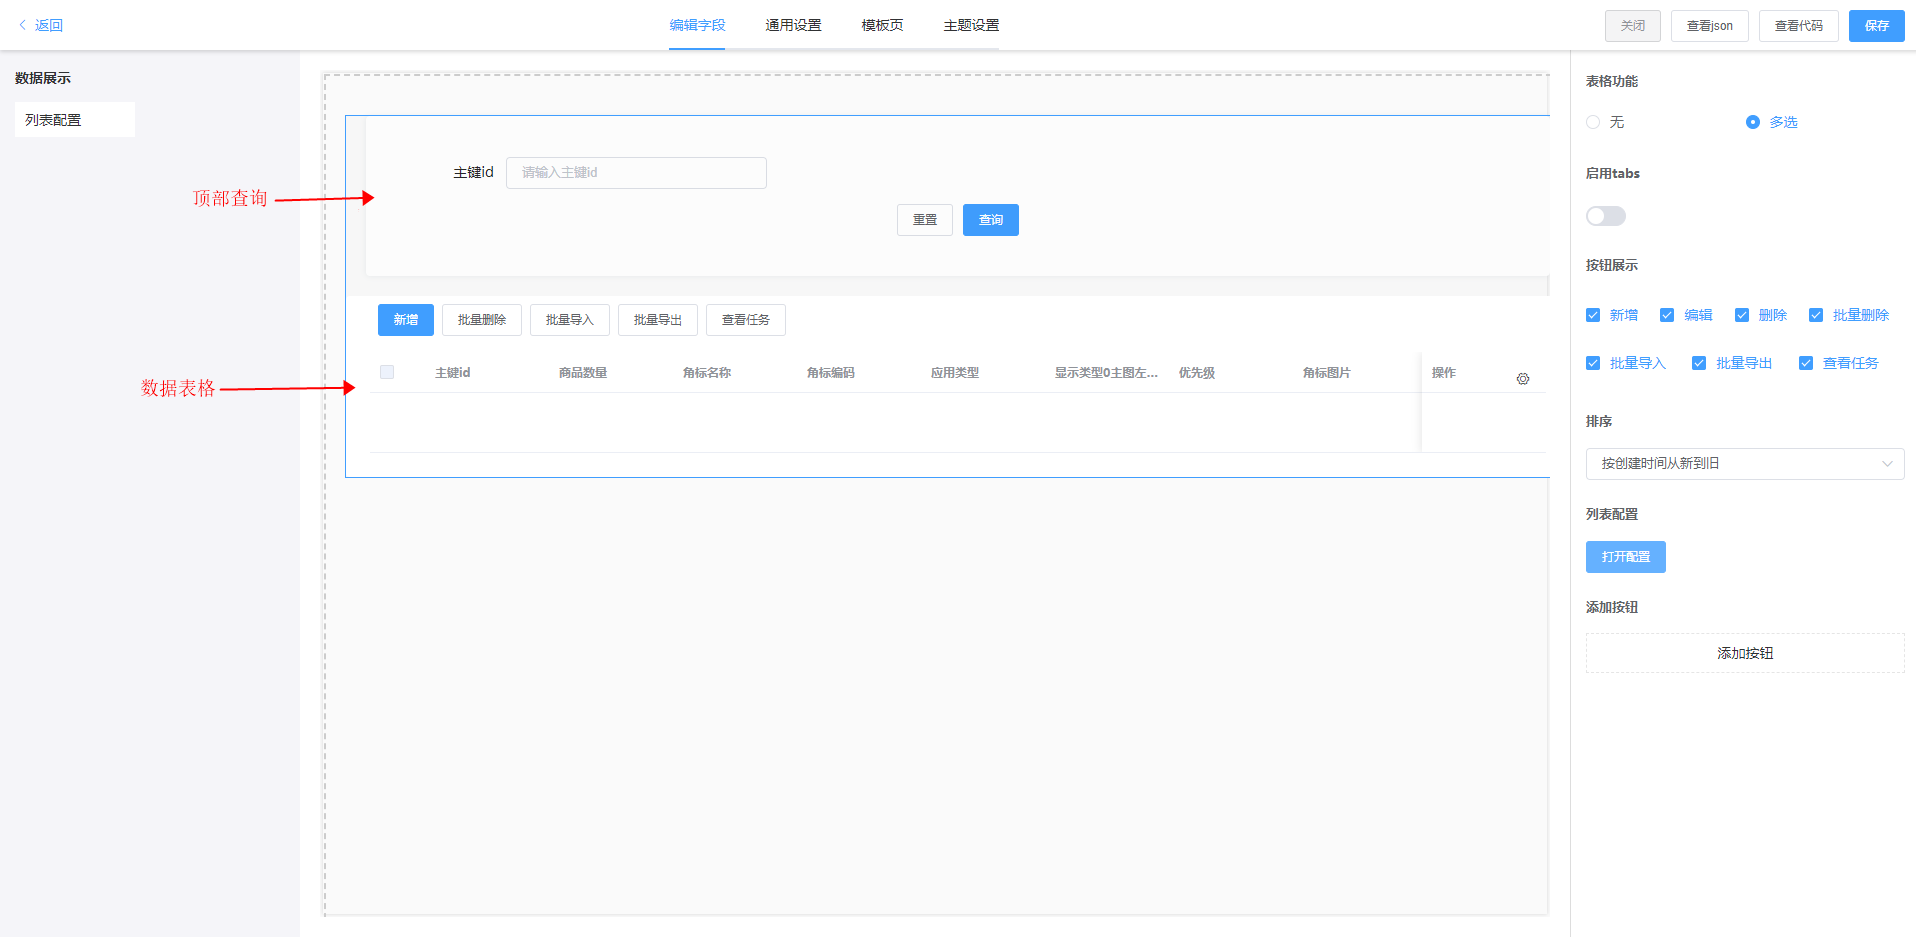 返回
编辑字段 通用设置 模板页 主题设置
关闭 查看json 查看代码 保存
数据展示
列表配置
顶部查询
主键id 请输入主键id
重置 查询
新增 批量删除 批量导入 批量导出 查看任务
数据表格
主键id 商品数量 角标名称 角标编码 应用类型 显示类型0主图左... 优先级 角标图片 操作
表格功能
无 多选
启用tabs
按钮展示
新增 编辑 删除 批量删除
批量导入 批量导出 查看任务
排序
按创建时间从新到旧
列表配置
打开配置
添加按钮
添加按钮